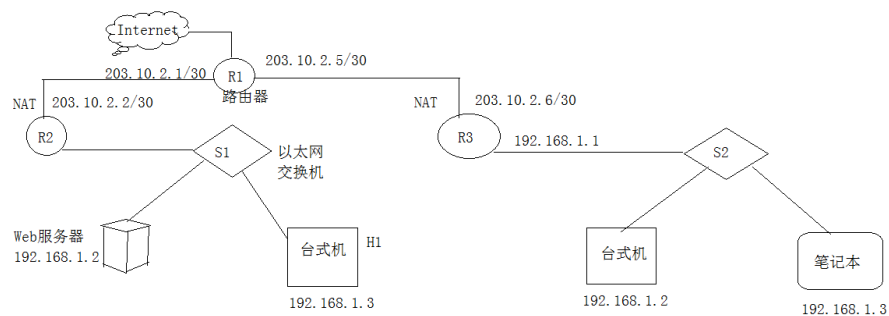 Internet
203.10.2.5/30
203.10.2.1/30
R1
路由器
NAT
203.10.2.2/30
NAT
203.10.2.6/30
R2
S1
以太网
交换机
R3
192.168.1.1
S2
Web服务器
192.168.1.2
台式机
H1
192.168.1.3
台式机
192.168.1.2
笔记本
192.168.1.3